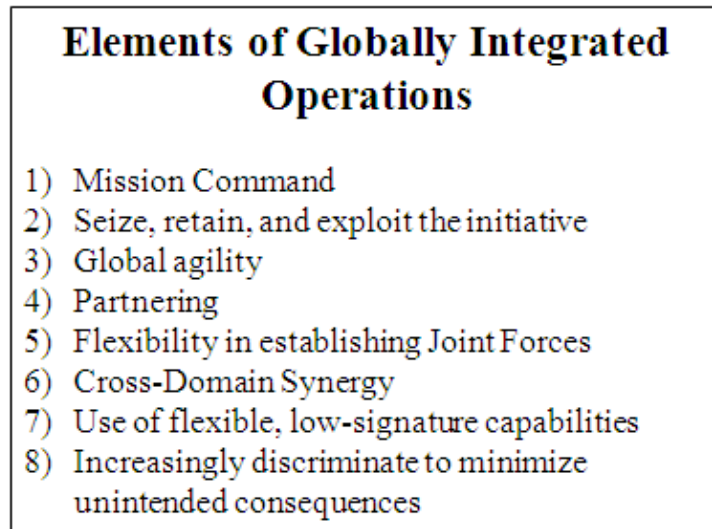 Elements of Globally Integrated
Operations
1) Mission Command
2) Seize, retain, and exploit the initiative
3) Global agility
4) Partnering
5) Flexibility in establishing Joint Forces
6) Cross-Domain Synergy
7) Use of flexible, low-signature capabilities
8) Increasingly discriminate to minimize
unintended consequences